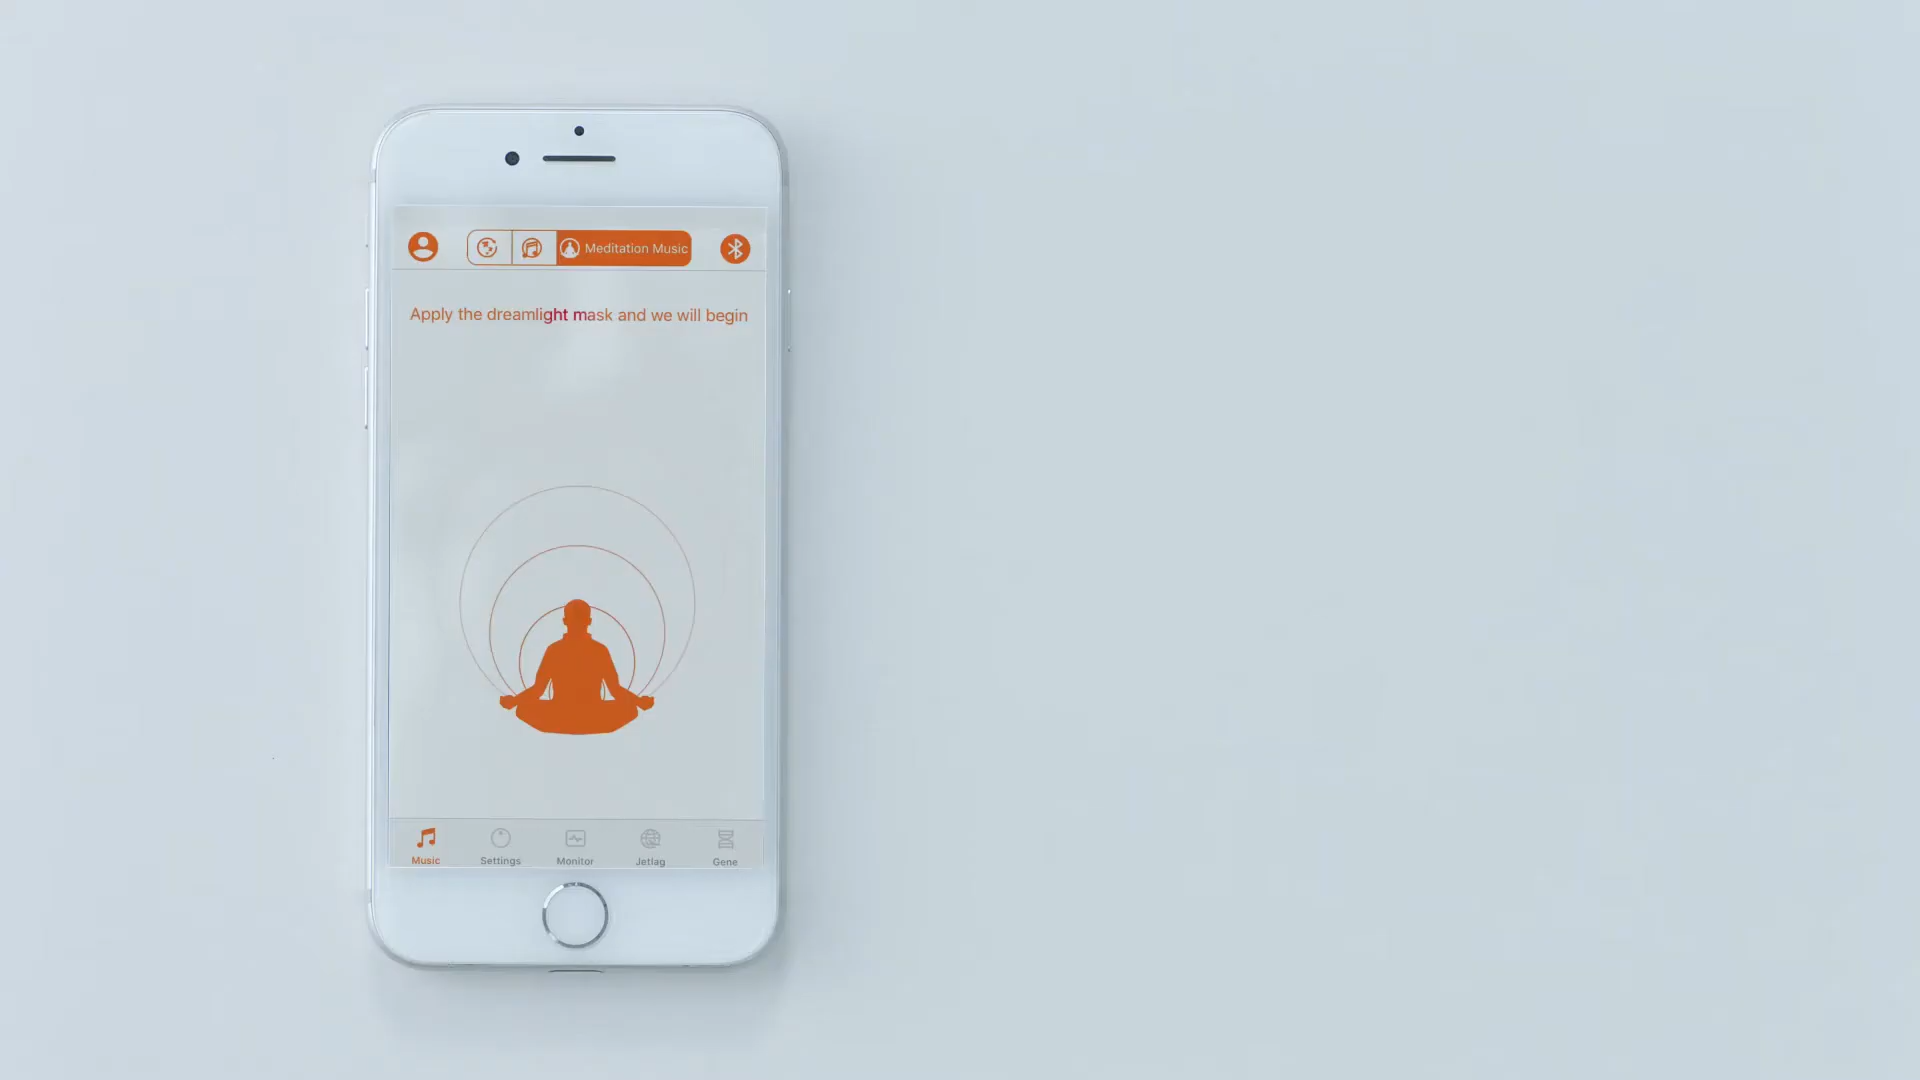 Meditation Music
Apply the dreamlight mask and we will begin
Music
Settings
Monitor
Jetlag
Gene